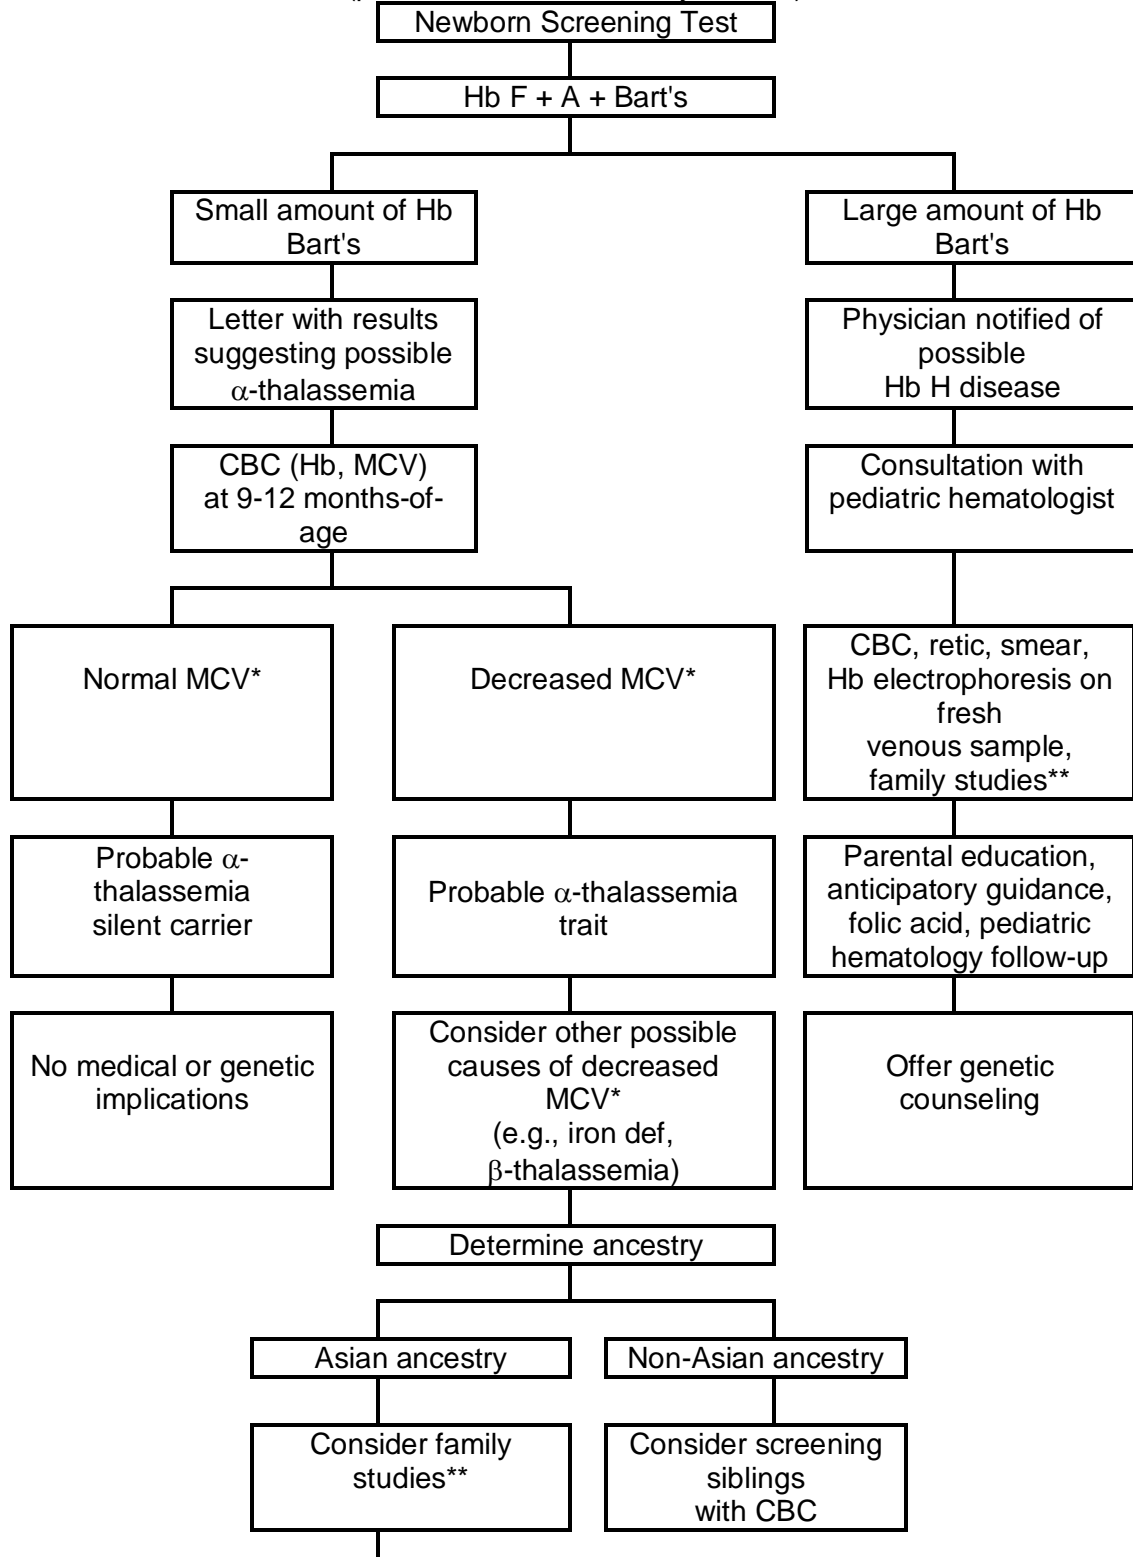 Newborn Screening Test
Hb F + A + Bart's
Small amount of Hb
Bart's
Large amount of Hb
Bart's
Letter with results
suggesting possible
α-thalassemia
Physician notified of
possible
Hb H disease
CBC (Hb, MCV)
at 9-12 months-of-
age
Consultation with
pediatric hematologist
Normal MCV*
Decreased MCV*
CBC, retic, smear,
Hb electrophoresis on
fresh
venous sample,
family studies**
Probable α-
thalassemia
silent carrier
Probable α-thalassemia
trait
Parental education,
anticipatory guidance,
folic acid, pediatric
hematology follow-up
No medical or genetic
implications
Consider other possible
causes of decreased
MCV*
(e.g., iron def,
β-thalassemia)
Offer genetic
counseling
Determine ancestry
Asian ancestry
Non-Asian ancestry
Consider family
studies**
Consider screening
siblings
with CBC